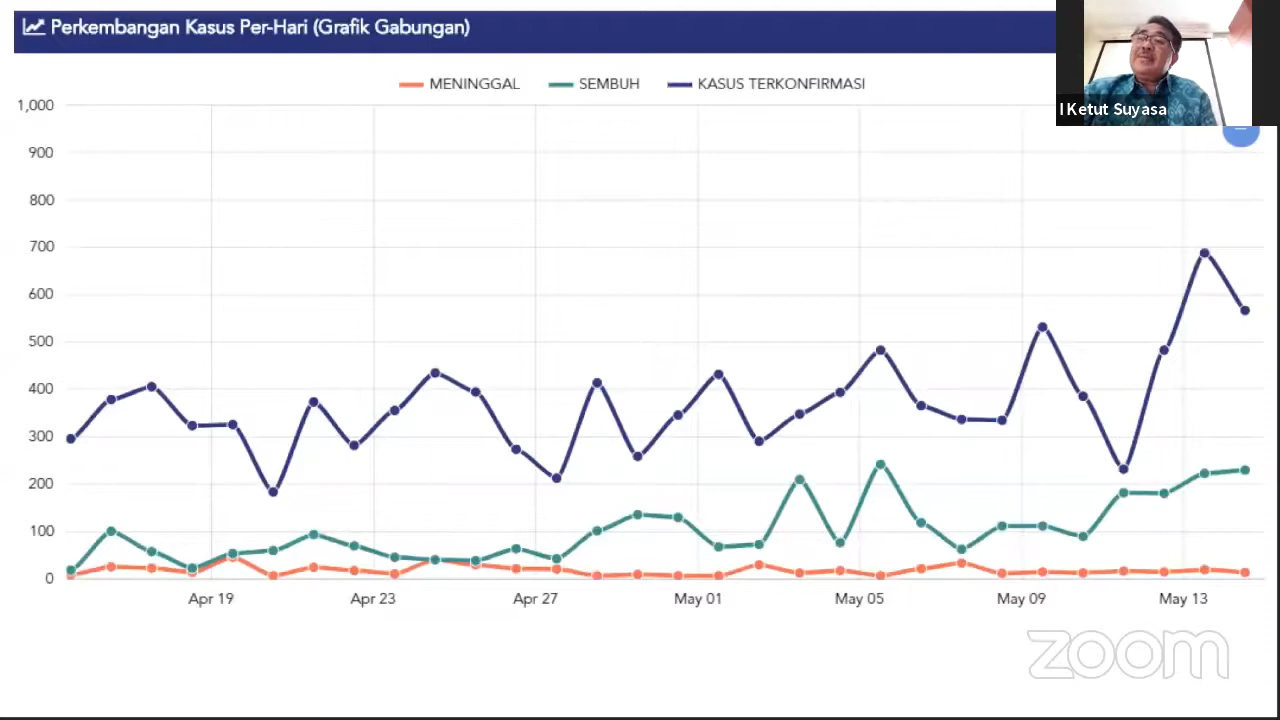 Perkembangan Kasus Per-Hari (Grafik Gabungan)
I Ketut Suyasa
MENINGGAL SEMBUH KASUS TERKONFIRMASI
1,000
900
800
700
600
500
400
300
200
100
0
Apr 19 Apr 23 Apr 27 May 01 May 05 May 09 May 13
zoom